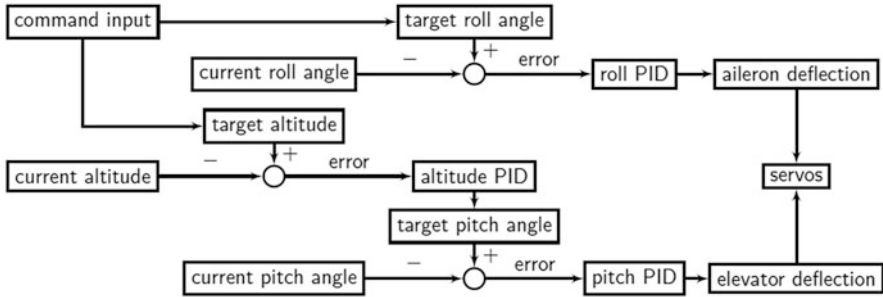 command input
target roll angle
− +
error
current roll angle
roll PID
aileron deflection
target altitude
− +
error
current altitude
altitude PID
servos
target pitch angle
− +
error
current pitch angle
pitch PID
elevator deflection